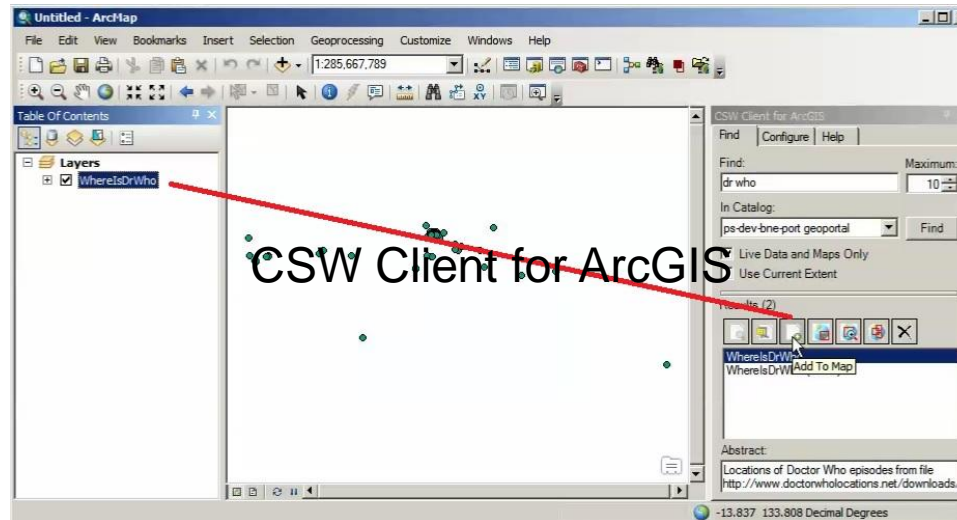 Untitled - ArcMap
File Edit View Bookmarks Insert Selection Geoprocessing Customize Windows Help
1:285,667,789
Table Of Contents
CSW Client for ArcGIS
Find Configure Help
Layers
WhereIsDrWho
Find:
Maximum:
dr who
10
In Catalog:
ps-dev-bne-port geoportal
Find
Live Data and Maps Only
Use Current Extent
CSW Client for ArcGIS
Results (2)
WhereIsDrWho
WhereIsDrW
Add To Map
Abstract:
Locations of Doctor Who episodes from file
http://www.doctorwholocations.net/downloads.
-13.837 133.808 Decimal Degrees